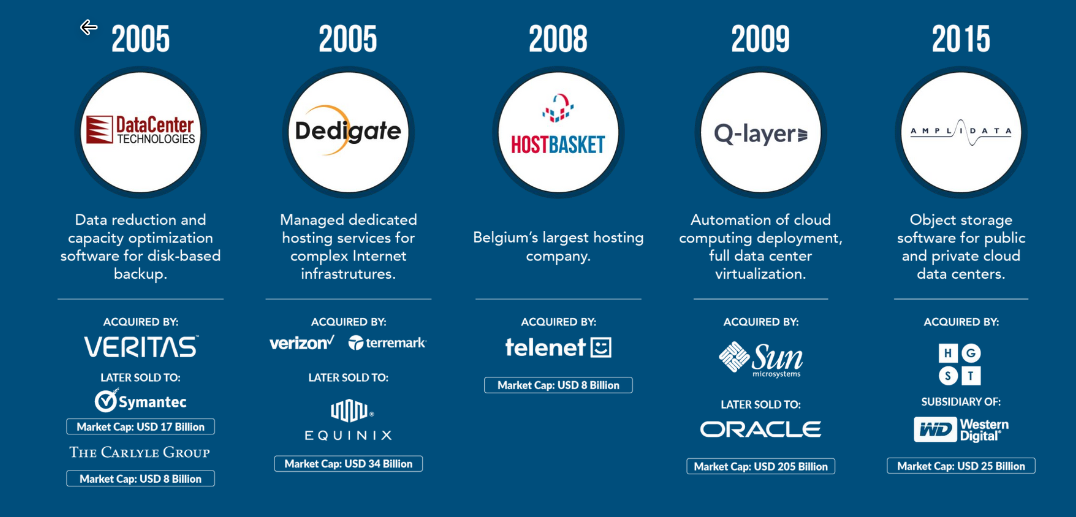 2005
DataCenter
TECHNOLOGIES
Data reduction and
capacity optimization
software for disk-based
backup.
ACQUIRED BY:
VERITAS™
LATER SOLD TO:
Symantec
Market Cap: USD 17 Billion
THE CARLYLE GROUP
Market Cap: USD 8 Billion
2005
Dedigate
Managed dedicated
hosting services for
complex Internet
infrastrutures.
ACQUIRED BY:
verizon terremark
LATER SOLD TO:
EQUINIX®
Market Cap: USD 34 Billion
2008
HOSTBASKET
Belgium's largest hosting
company.
ACQUIRED BY:
telenet
Market Cap: USD 8 Billion
2009
Q-layer
Automation of cloud
computing deployment,
full data center
virtualization.
ACQUIRED BY:
Sun
microsystems
LATER SOLD TO:
ORACLE
Market Cap: USD 205 Billion
2015
AMPLIDATA
Object storage
software for public
and private cloud
data centers.
ACQUIRED BY:
H G
S T
SUBSIDIARY OF:
WD Western
Digital®
Market Cap: USD 25 Billion